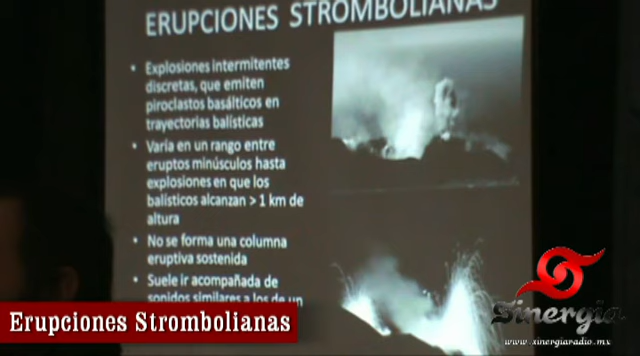 ERUPCIONES STROMBOLIANAS
• Explosiones intermitentes
discretas, que emiten
piroclastos basálticos en
trayectorias balísticas
• Varía en un rango entre
eruptos minúsculos hasta
explosiones en que los
balísticos alcanzan > 1 km de
altura
• No se forma una columna
eruptiva sostenida
• Suele ir acompañada de
sonidos similares a los de un
Erupciones Strombolianas
Sinergia
www.sinergiaradio.mx